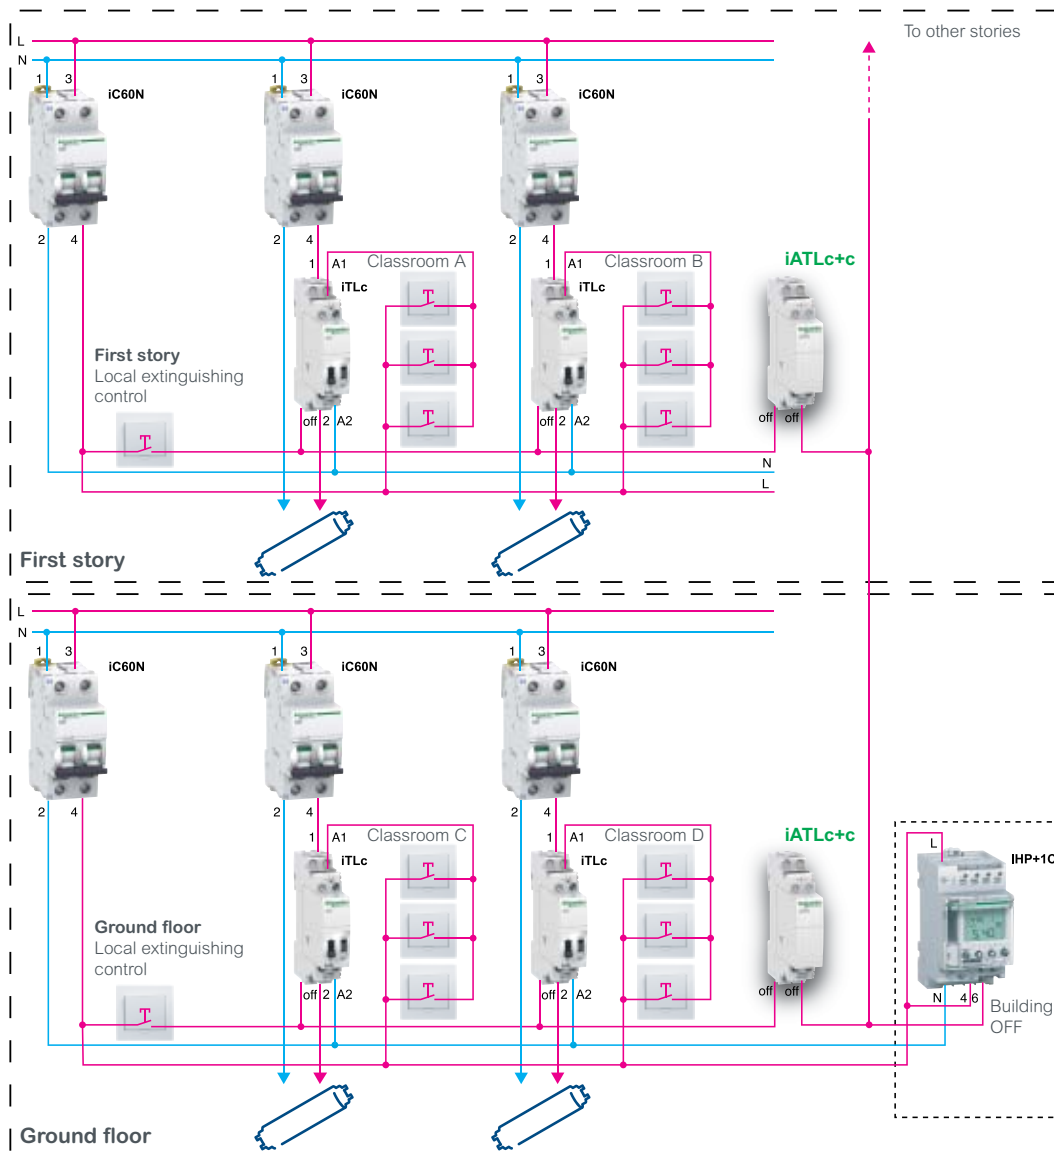 To other stories
L
N
1 3 iC60N
1 3 iC60N
1 3 iC60N
2 4
2 4
2 4
1 A1 Classroom A
1 A1 Classroom B
iATLc+c
iTLc
iTLc
First story
Local extinguishing
control
off 2 A2
off 2 A2
off off
N
L
First story
L
N
1 3 iC60N
1 3 iC60N
1 3 iC60N
2 4
2 4
2 4
1 A1 Classroom C
1 A1 Classroom D
iATLc+c
L
IHP+1C
iTLc
iTLc
Ground floor
Local extinguishing
control
off 2 A2
off 2 A2
off off
N 4 6
Building
OFF
Ground floor